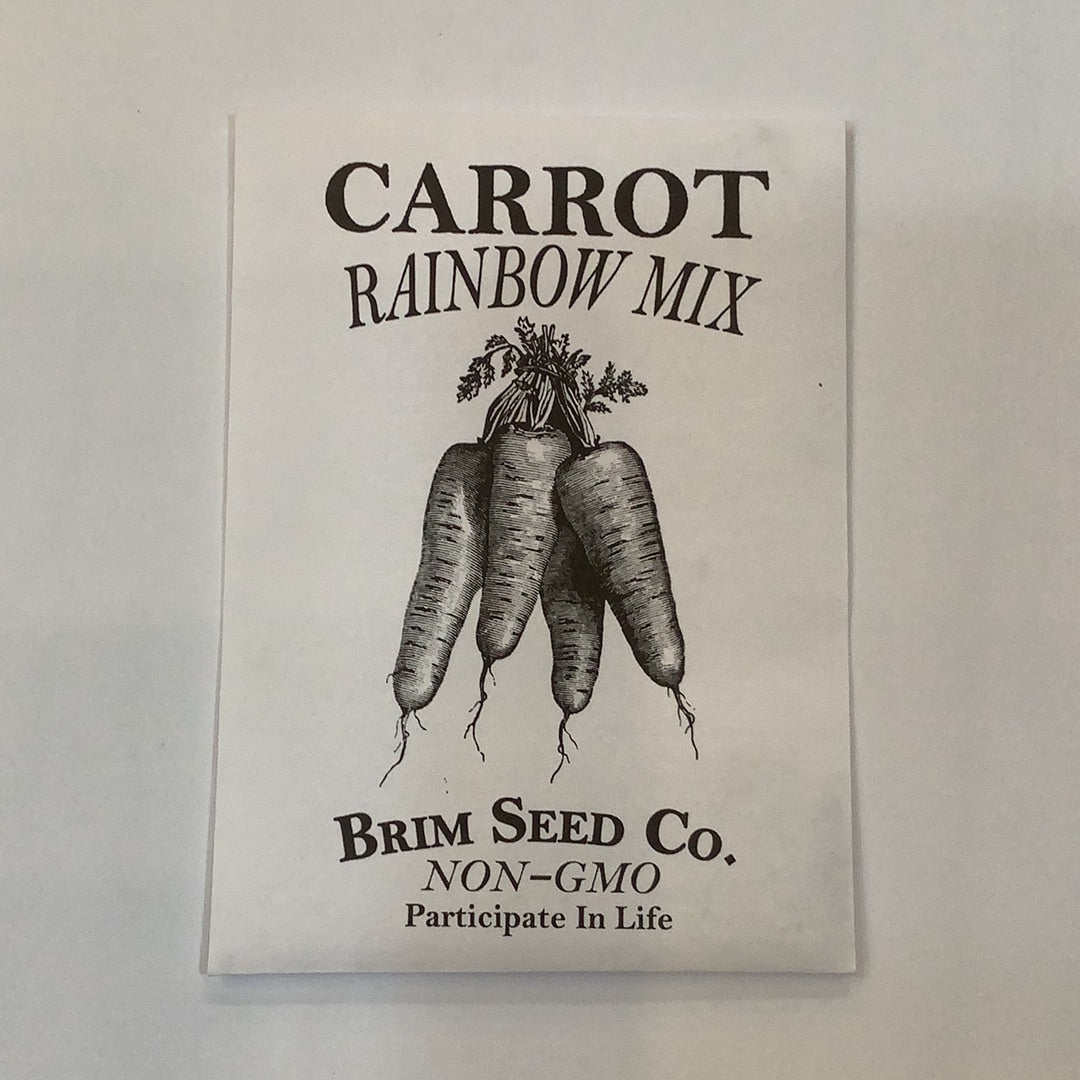 CARROT
RAINBOW MIX
BRIM SEED CO.
NON-GMO
Participate In Life